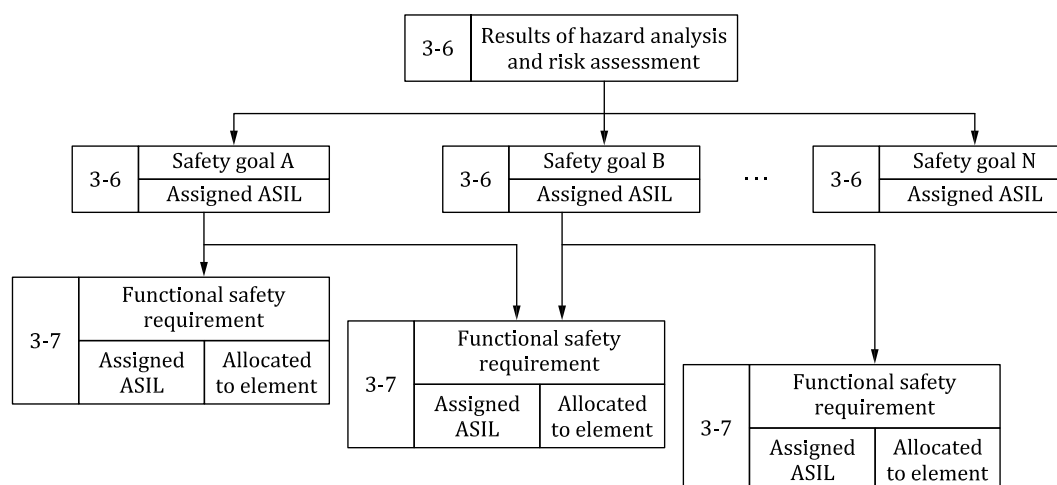 3-6
Results of hazard analysis
and risk assessment
3-6
Safety goal A
Assigned ASIL
3-6
Safety goal B
Assigned ASIL
...
3-6
Safety goal N
Assigned ASIL
3-7
Functional safety
requirement
Assigned
ASIL
Allocated
to element
3-7
Functional safety
requirement
Assigned
ASIL
Allocated
to element
3-7
Functional safety
requirement
Assigned
ASIL
Allocated
to element